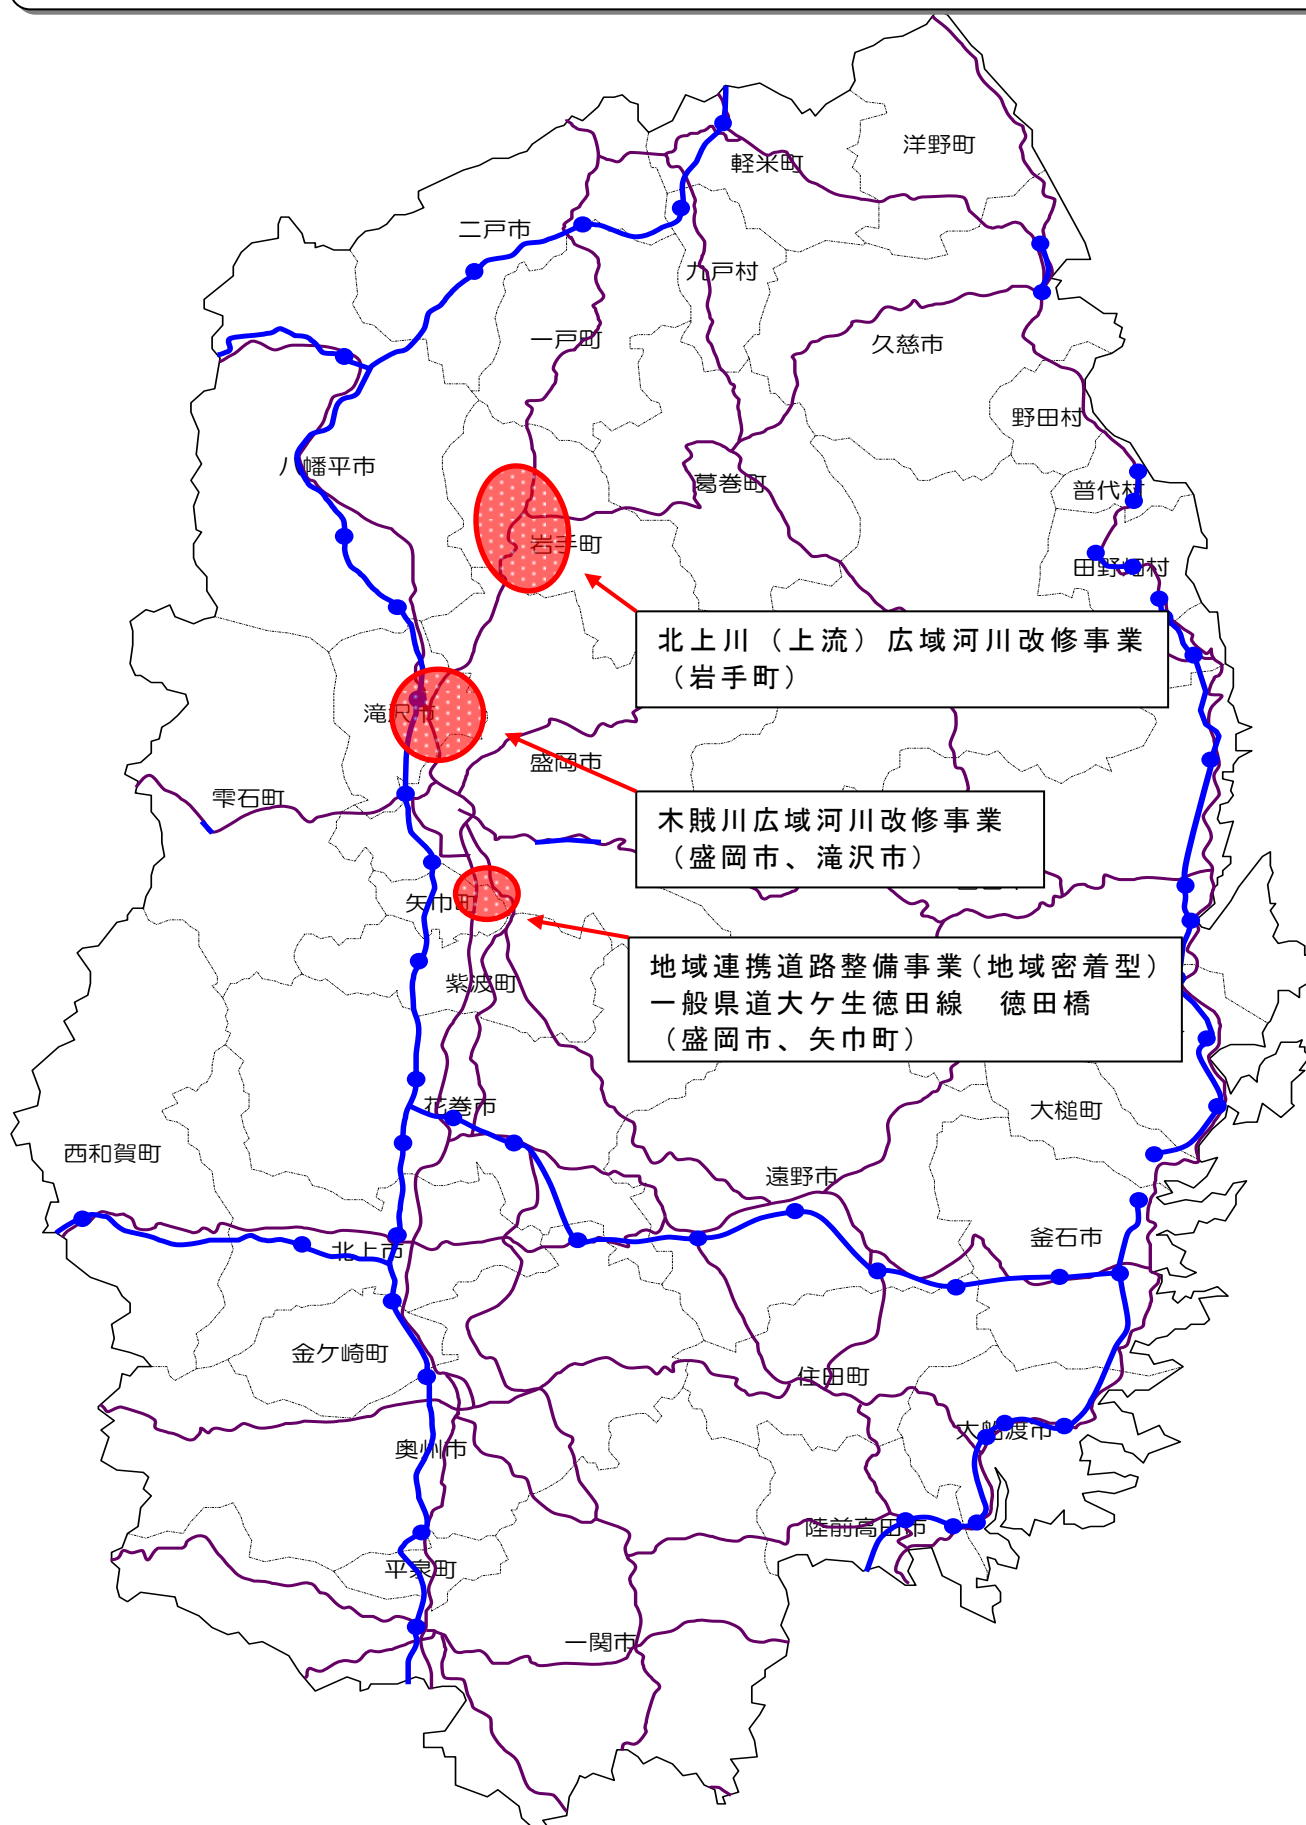 洋野町
軽米町
二戸市
九戸村
一戸町
久慈市
野田村
八幡平市
葛巻町
普代村
岩手町
田野畑村
北上川(上流)広域河川改修事業
(岩手町)
滝沢市
盛岡市
雫石町
木賊川広域河川改修事業
(盛岡市、滝沢市)
矢巾町
紫波町
地域連携道路整備事業(地域密着型)
一般県道大ケ生徳田線 徳田橋
(盛岡市、矢巾町)
花巻市
大槌町
西和賀町
遠野市
北上市
釜石市
金ケ崎町
住田町
奥州市
大船渡市
陸前高田市
平泉町
一関市